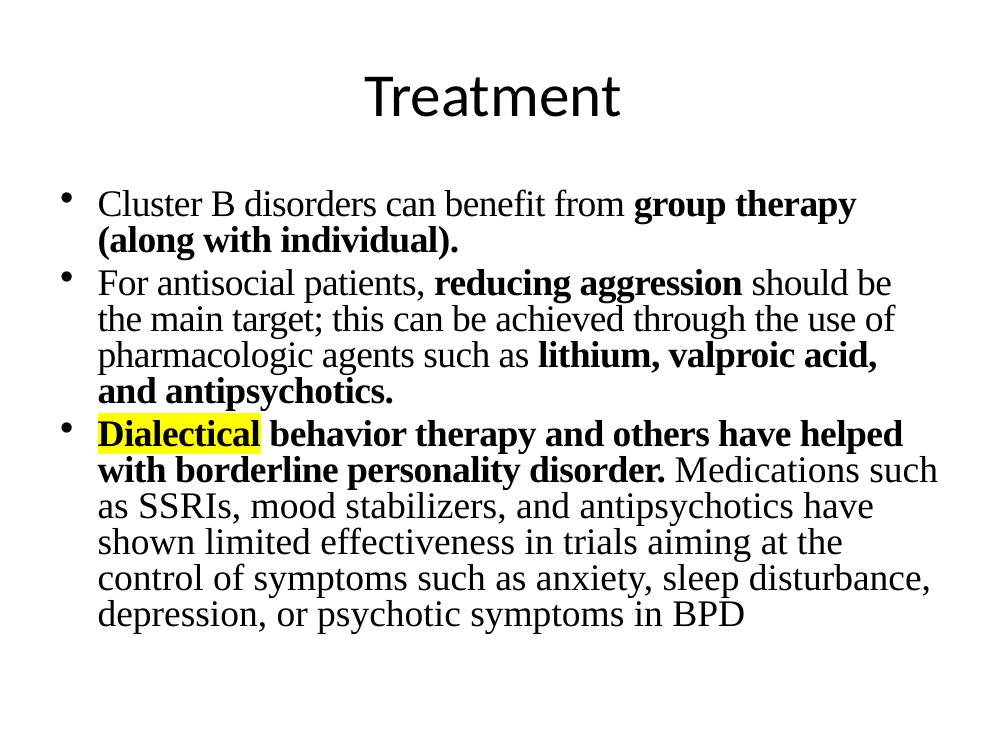 Treatment
• Cluster B disorders can benefit from group therapy
(along with individual).
• For antisocial patients, reducing aggression should be
the main target; this can be achieved through the use of
pharmacologic agents such as lithium, valproic acid,
and antipsychotics.
• Dialectical behavior therapy and others have helped
with borderline personality disorder. Medications such
as SSRIs, mood stabilizers, and antipsychotics have
shown limited effectiveness in trials aiming at the
control of symptoms such as anxiety, sleep disturbance,
depression, or psychotic symptoms in BPD